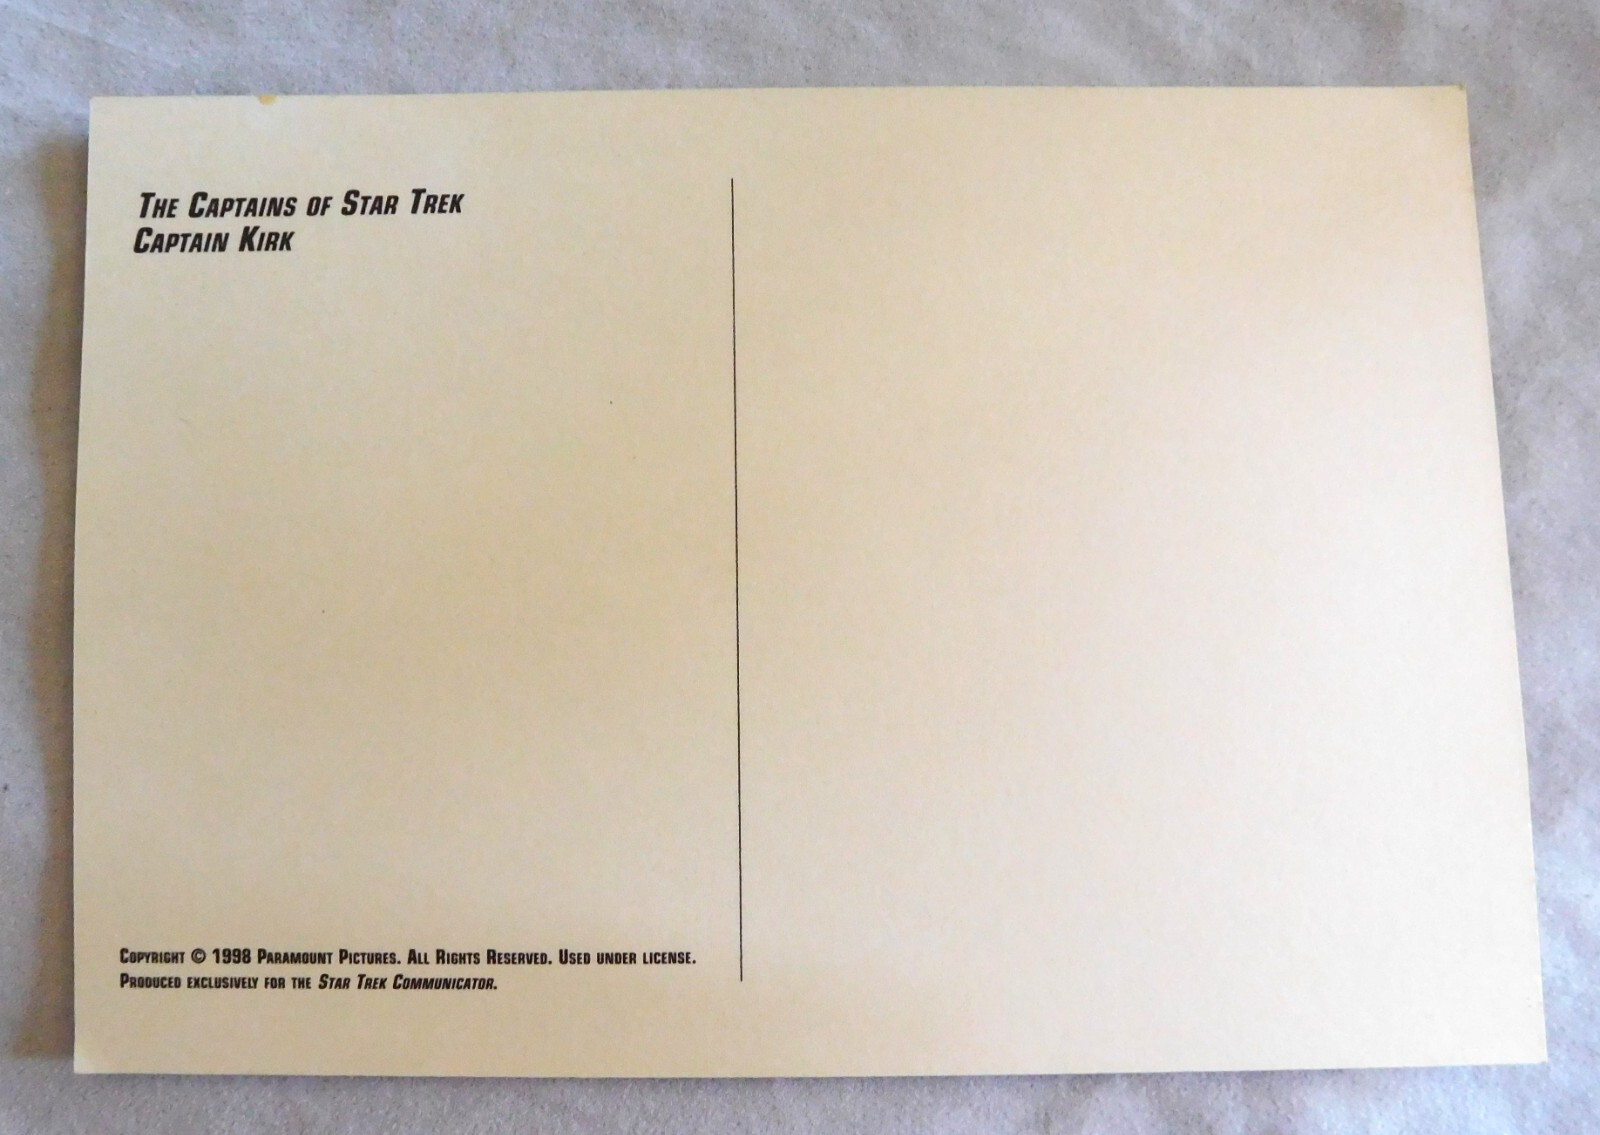 The Captains of Star Trek
Captain Kirk
Copyright © 1998 Paramount Pictures. All Rights Reserved. Used under license.
Produced exclusively for the Star Trek Communicator.